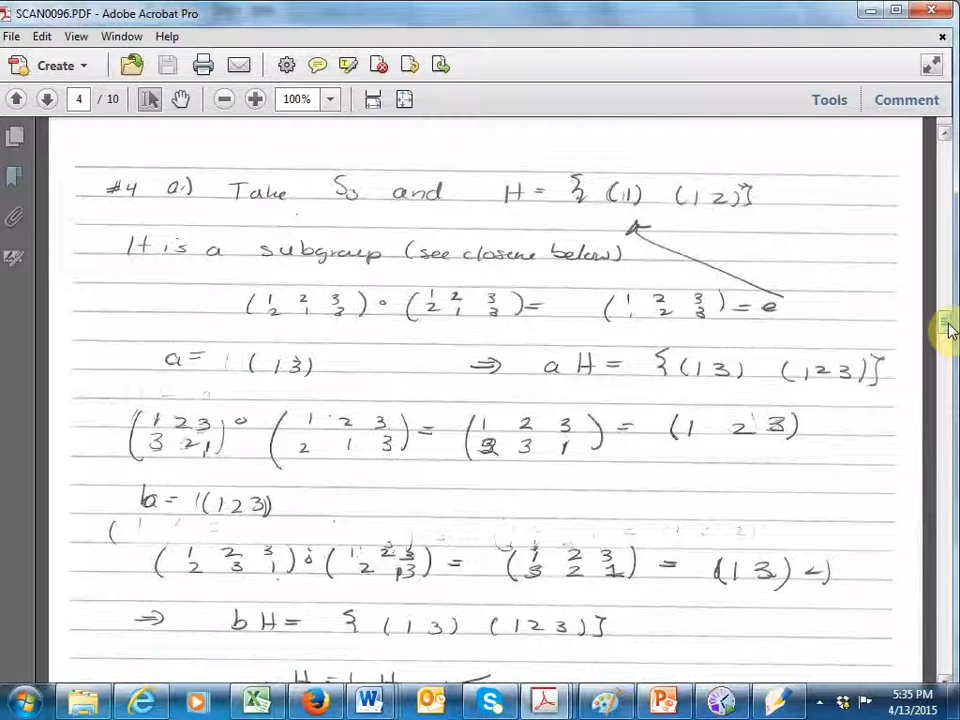 SCAN0096.PDF - Adobe Acrobat Pro
File Edit View Window Help
Create
4 / 10 100% Tools Comment
#4 a.) Take S3 and H = { (1) (1 2)}
It is a subgroup (see closure below)
(1 2 3 / 2 1 3) ∘ (1 2 3 / 2 1 3) = (1 2 3 / 1 2 3) = e
a = (1 3) ⇒ a H = { (1 3) (1 2 3)}
(1 2 3 / 3 2 1) ∘ (1 2 3 / 2 1 3) = (1 2 3 / 2 3 1) = (1 2 3)
b = (1 2 3)
(1 2 3 / 2 3 1) ∘ (1 2 3 / 2 1 3) = (1 2 3 / 3 2 1) = (1 3)
⇒ b H = { (1 3) (1 2 3)}
5:35 PM
4/13/2015